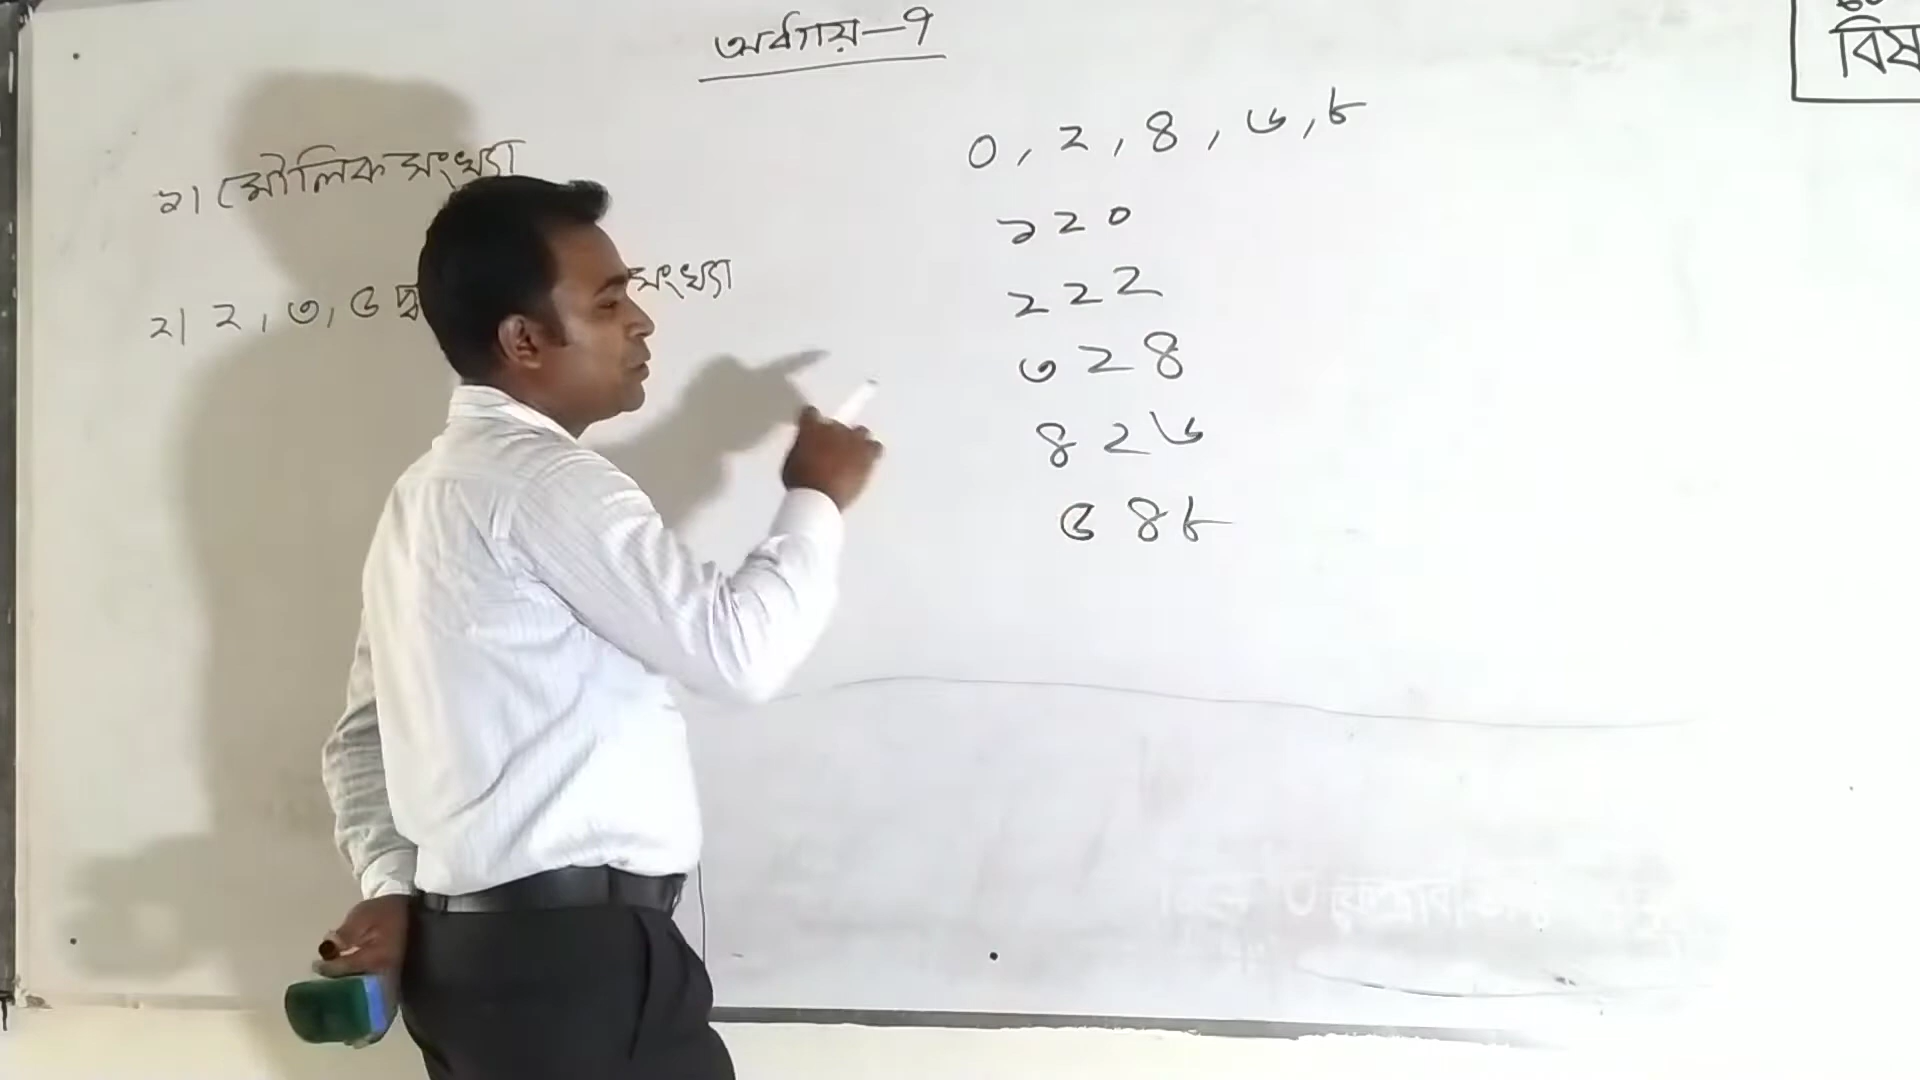 অধ্যায়-৭
১। মৌলিক সংখ্যা
২। ২, ৩, ৫ সংখ্যা
০, ২, ৪, ৬, ৮
১২০
২২২
৩২৪
৪২৬
৫৪৮
বিষ